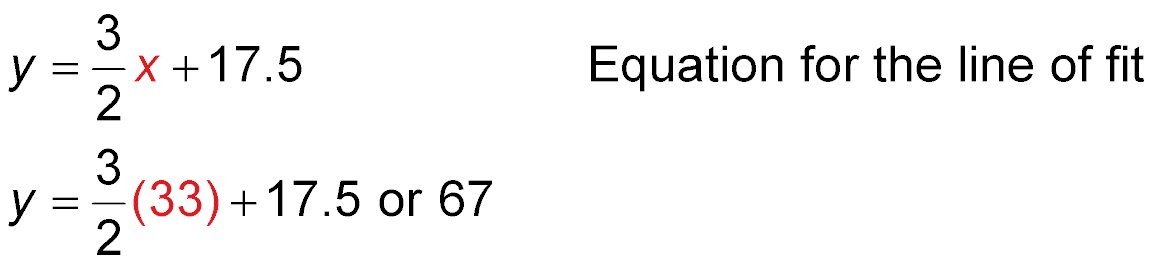 y = 3/2 x + 17.5 Equation for the line of fit
y = 3/2 (33) + 17.5 or 67